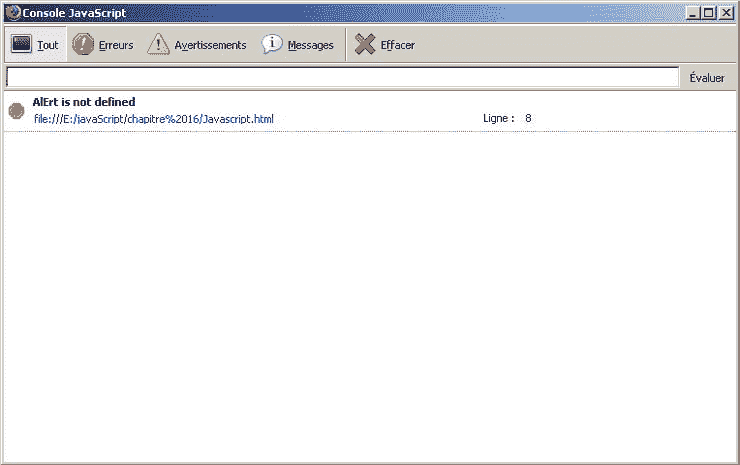 Console JavaScript
Tout Erreurs Avertissements Messages Effacer
Évaluer
AlErt is not defined
file:///E:/javaScript/chapitre%2016/Javascript.html Ligne : 8